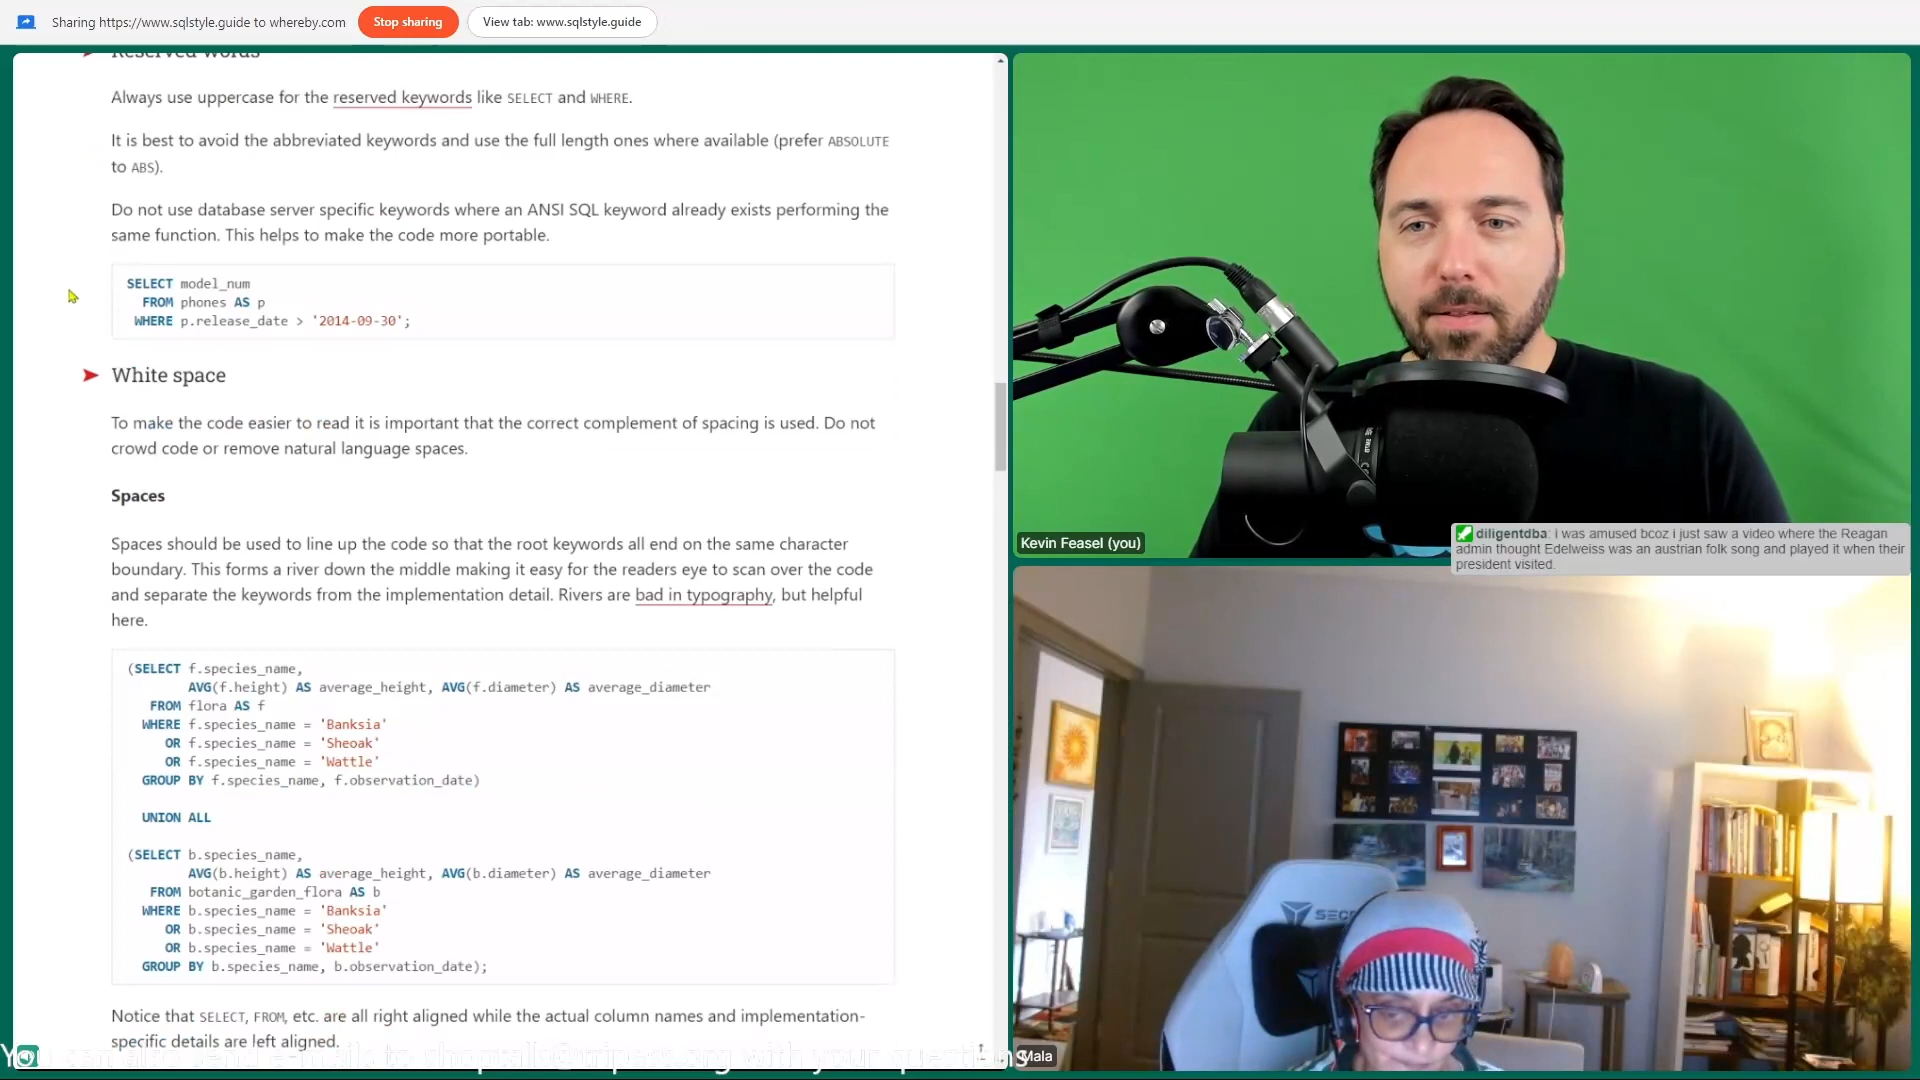 Sharing https://www.sqlstyle.guide to whereby.com
Stop sharing
View tab: www.sqlstyle.guide
Reserved words
Always use uppercase for the reserved keywords like SELECT and WHERE.
It is best to avoid the abbreviated keywords and use the full length ones where available (prefer ABSOLUTE
to ABS).
Do not use database server specific keywords where an ANSI SQL keyword already exists performing the
same function. This helps to make the code more portable.
SELECT model_num
FROM phones AS p
WHERE p.release_date > '2014-09-30';
White space
To make the code easier to read it is important that the correct complement of spacing is used. Do not
crowd code or remove natural language spaces.
Spaces
Spaces should be used to line up the code so that the root keywords all end on the same character
boundary. This forms a river down the middle making it easy for the readers eye to scan over the code
and separate the keywords from the implementation detail. Rivers are bad in typography, but helpful
here.
(SELECT f.species_name,
AVG(f.height) AS average_height, AVG(f.diameter) AS average_diameter
FROM flora AS f
WHERE f.species_name = 'Banksia'
OR f.species_name = 'Sheoak'
OR f.species_name = 'Wattle'
GROUP BY f.species_name, f.observation_date)
UNION ALL
(SELECT b.species_name,
AVG(b.height) AS average_height, AVG(b.diameter) AS average_diameter
FROM botanic_garden_flora AS b
WHERE b.species_name = 'Banksia'
OR b.species_name = 'Sheoak'
OR b.species_name = 'Wattle'
GROUP BY b.species_name, b.observation_date);
Notice that SELECT, FROM, etc. are all right aligned while the actual column names and implementation-
specific details are left aligned.
You can also send e-mails to shoptalk@tripass.org with your questions
Kevin Feasel (you)
diligentdba: i was amused bcoz i just saw a video where the Reagan
admin thought Edelweiss was an austrian folk song and played it when their
president visited.
Mala